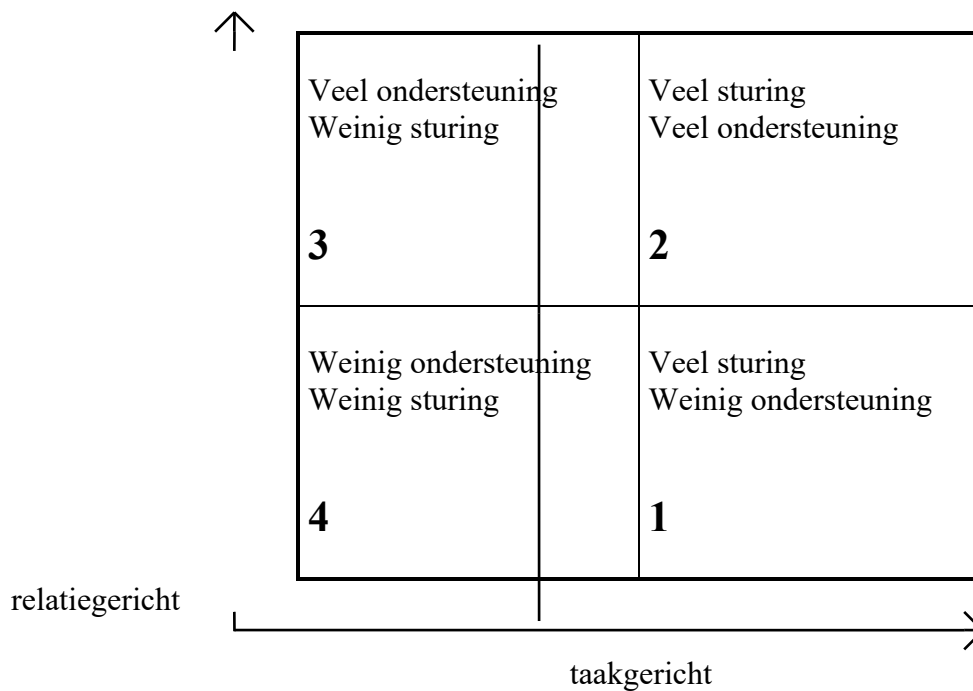 Veel ondersteuning
Weinig sturing
3
Veel sturing
Veel ondersteuning
2
Weinig ondersteuning
Weinig sturing
4
Veel sturing
Weinig ondersteuning
1
relatiegericht
taakgericht